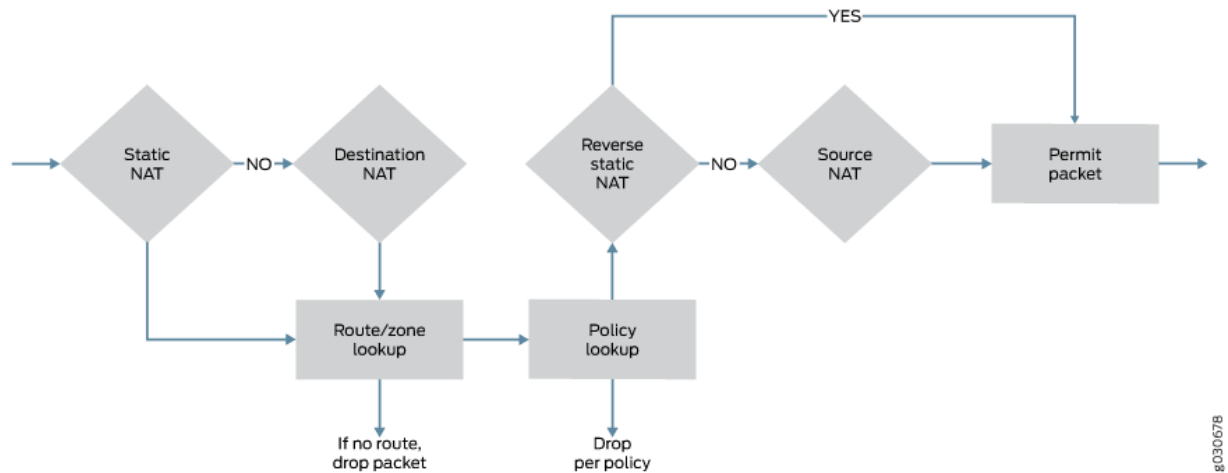 YES
Static
NAT
NO
Destination
NAT
Reverse
static
NAT
NO
Source
NAT
Permit
packet
Route/zone
lookup
Policy
lookup
If no route,
drop packet
Drop
per policy
g030678